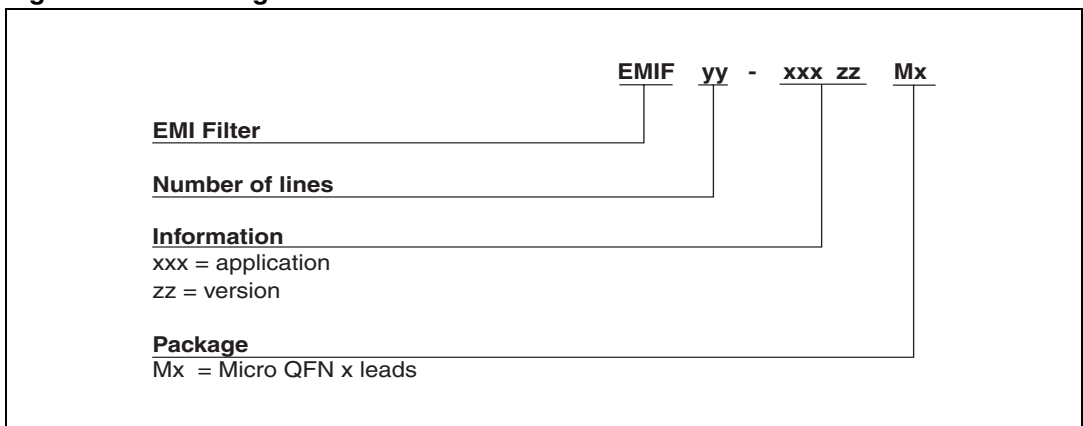 EMIF yy - xxx zz Mx
EMI Filter
Number of lines
Information
xxx = application
zz = version
Package
Mx = Micro QFN x leads